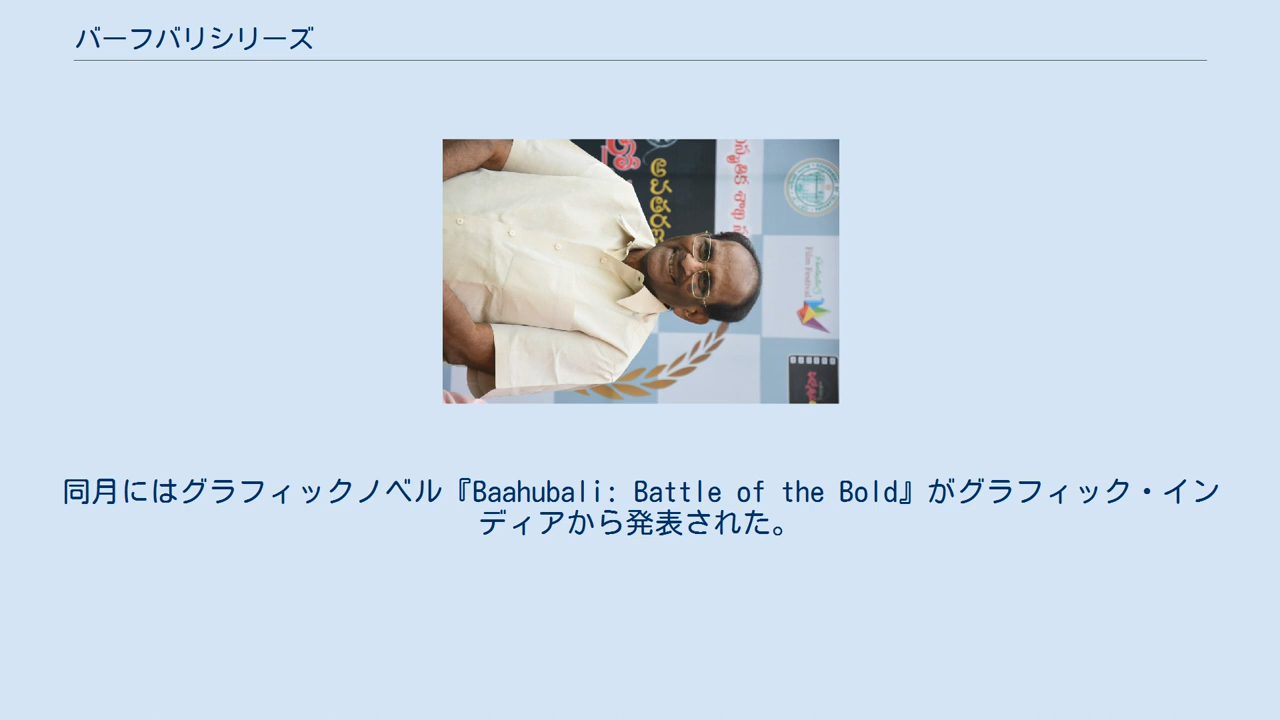 バーフバリシリーズ
Film Festival
同月にはグラフィックノベル『Baahubali: Battle of the Bold』がグラフィック・イン
ディアから発表された。